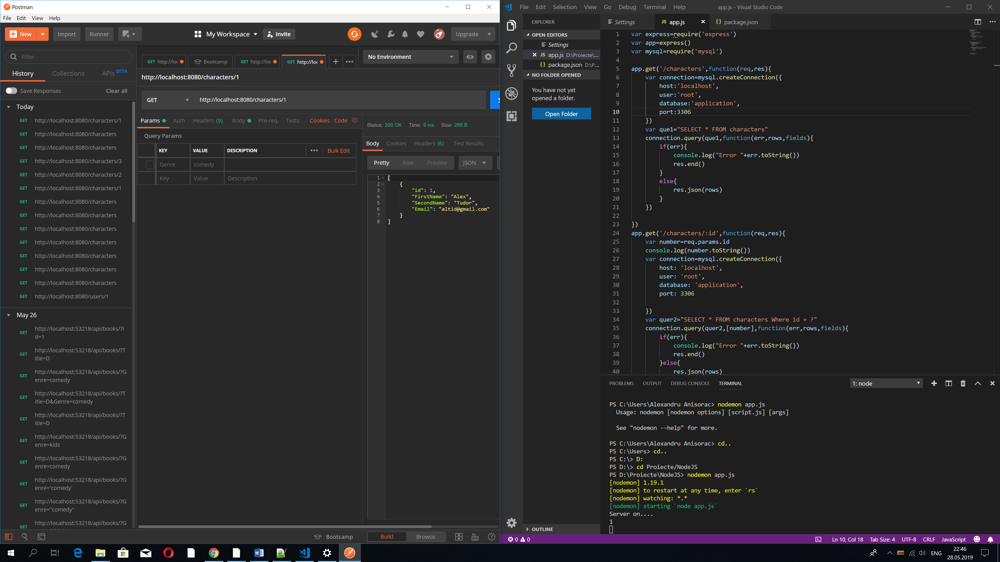 Postman
File Edit View Help
New Import Runner My Workspace Invite Upgrade
Filter
History Collections APIs BETA
Save Responses Clear all
Today
GET http://localhost:8080/characters/1
GET http://localhost:8080/characters
GET http://localhost:8080/characters
GET http://localhost:8080/characters/3
GET http://localhost:8080/characters/2
GET http://localhost:8080/characters/1
GET http://localhost:8080/characters
GET http://localhost:8080/characters
GET http://localhost:8080/characters
GET http://localhost:8080/characters
GET http://localhost:8080/characters
GET http://localhost:8080/characters
GET http://localhost:8080/characters
GET http://localhost:8080/users/1
May 26
GET http://localhost:53218/api/books/?I
d=1
GET http://localhost:53218/api/books/?T
itle=D
GET http://localhost:53218/api/books/?G
enre=comedy
GET http://localhost:53218/api/books/?T
itle=D&Genre=comedy
GET http://localhost:53218/api/books/?T
itle=D
GET http://localhost:53218/api/books/?G
enre=kids
GET http://localhost:53218/api/books/?G
enre=comedy
GET http://localhost:53218/api/books/?G
enre='comedy'
GET http://localhost:53218/api/books/?G
enre="comedy"
GET http://localhost:53218/api/books/?G
GET http://loc Bootcamp GET http://loc GET http://loc No Environment
http://localhost:8080/characters/1
GET http://localhost:8080/characters/1
Params Auth Headers (9) Body Pre-req. Tests Cookies Code
Query Params
KEY VALUE DESCRIPTION Bulk Edit
Genre comedy
Key Value Description
Status: 200 OK Time: 9 ms Size: 288 B
Body Cookies Headers (6) Test Results
Pretty Raw Preview JSON
1 [
2 {
3 "id": 1,
4 "FirstName": "Alex",
5 "SecondName": "Tudor",
6 "Email": "altid@gmail.com"
7 }
8 ]
Bootcamp Build Browse
File Edit Selection View Go Debug Terminal Help app.js - Visual Studio Code
EXPLORER
OPEN EDITORS
Settings
JS app.js D:\Proiecte\...
{} package.json D:\P...
NO FOLDER OPENED
You have not yet
opened a folder.
Open Folder
OUTLINE
Settings JS app.js {} package.json
1 var express=require('express')
2 var app=express()
3 var mysql=require('mysql')
4
5 app.get('/characters',function(req,res){
6 var connection=mysql.createConnection({
7 host:'localhost',
8 user:'root',
9 database:'application',
10 port:3306
11 })
12 var que1="SELECT * FROM characters"
13 connection.query(que1,function(err,rows,fields){
14 if(err){
15 console.log("Error "+err.toString())
16 res.end()
17 }
18 else{
19 res.json(rows)
20 }
21 })
22
23 })
24 app.get('/characters/:id',function(req,res){
25 var number=req.params.id
26 console.log(number.toString())
27 var connection=mysql.createConnection({
28 host: 'localhost',
29 user: 'root',
30 database: 'application',
31 port: 3306
32
33 })
34 var quer2="SELECT * FROM characters Where id = ?"
35 connection.query(quer2,[number],function(err,rows,fields){
36 if(err){
37 console.log("Error "+err.toString())
38 res.end()
39 }else{
40 res.json(rows)
PROBLEMS OUTPUT DEBUG CONSOLE TERMINAL 1: node
PS C:\Users\Alexandru Anisorac> nodemon app.js
Usage: nodemon [nodemon options] [script.js] [args]
See "nodemon --help" for more.
PS C:\Users\Alexandru Anisorac> cd..
PS C:\Users> cd..
PS C:\> D:
PS D:\> cd Proiecte/NodeJS
PS D:\Proiecte\NodeJS> nodemon app.js
[nodemon] 1.19.1
[nodemon] to restart at any time, enter `rs`
[nodemon] watching: *.*
[nodemon] starting `node app.js`
Server on....
1
0 0 Ln 10, Col 18 Tab Size: 4 UTF-8 CRLF JavaScript
ENG 22:46
28.05.2019